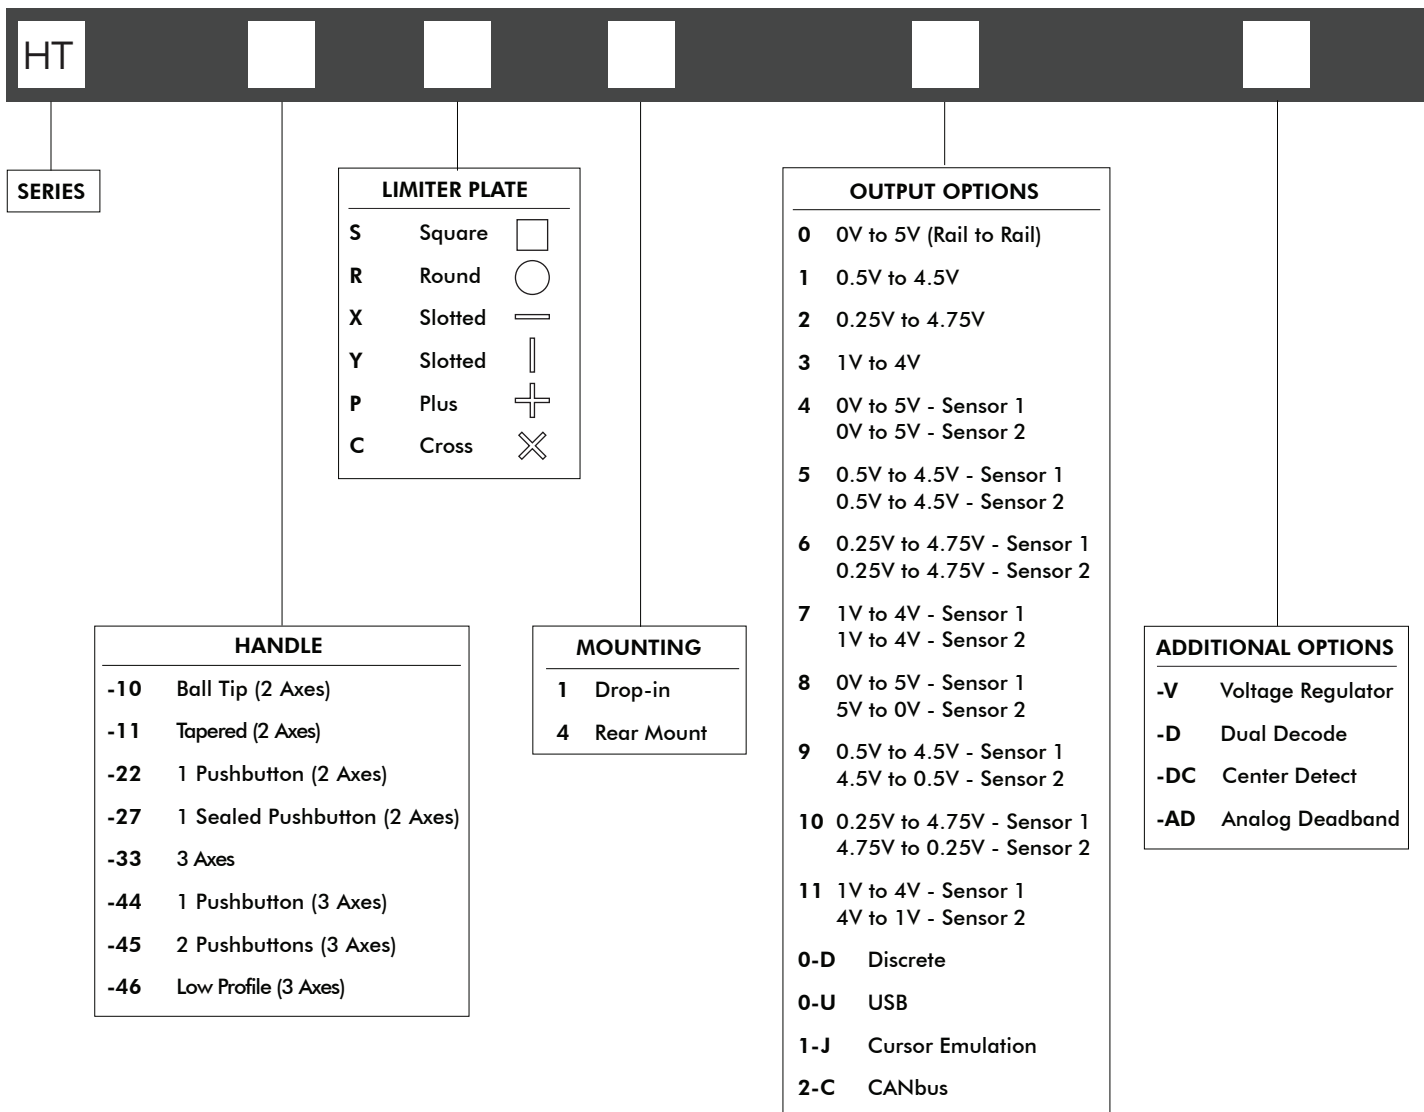 HT
SERIES
LIMITER PLATE
S Square
R Round
X Slotted
Y Slotted
P Plus
C Cross
OUTPUT OPTIONS
0 0V to 5V (Rail to Rail)
1 0.5V to 4.5V
2 0.25V to 4.75V
3 1V to 4V
4 0V to 5V - Sensor 1
0V to 5V - Sensor 2
5 0.5V to 4.5V - Sensor 1
0.5V to 4.5V - Sensor 2
6 0.25V to 4.75V - Sensor 1
0.25V to 4.75V - Sensor 2
7 1V to 4V - Sensor 1
1V to 4V - Sensor 2
8 0V to 5V - Sensor 1
5V to 0V - Sensor 2
9 0.5V to 4.5V - Sensor 1
4.5V to 0.5V - Sensor 2
10 0.25V to 4.75V - Sensor 1
4.75V to 0.25V - Sensor 2
11 1V to 4V - Sensor 1
4V to 1V - Sensor 2
0-D Discrete
0-U USB
1-J Cursor Emulation
2-C CANbus
HANDLE
-10 Ball Tip (2 Axes)
-11 Tapered (2 Axes)
-22 1 Pushbutton (2 Axes)
-27 1 Sealed Pushbutton (2 Axes)
-33 3 Axes
-44 1 Pushbutton (3 Axes)
-45 2 Pushbuttons (3 Axes)
-46 Low Profile (3 Axes)
MOUNTING
1 Drop-in
4 Rear Mount
ADDITIONAL OPTIONS
-V Voltage Regulator
-D Dual Decode
-DC Center Detect
-AD Analog Deadband